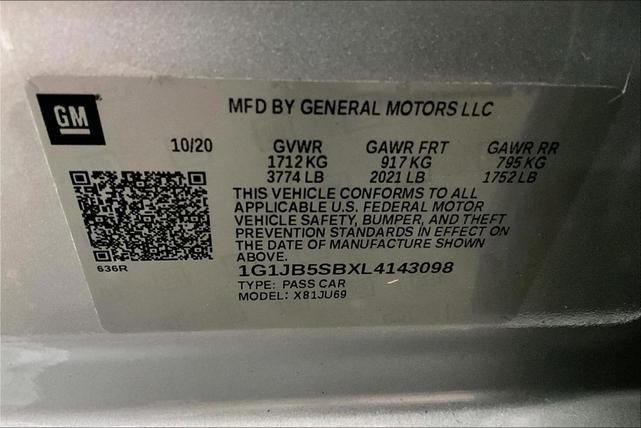 GM
MFD BY GENERAL MOTORS LLC
10/20 GVWR GAWR FRT GAWR RR
1712 KG 917 KG 795 KG
3774 LB 2021 LB 1752 LB
THIS VEHICLE CONFORMS TO ALL
APPLICABLE U.S. FEDERAL MOTOR
VEHICLE SAFETY, BUMPER, AND THEFT
PREVENTION STANDARDS IN EFFECT ON
THE DATE OF MANUFACTURE SHOWN
ABOVE.
636R
1G1JB5SBXL4143098
TYPE: PASS CAR
MODEL: X81JU69